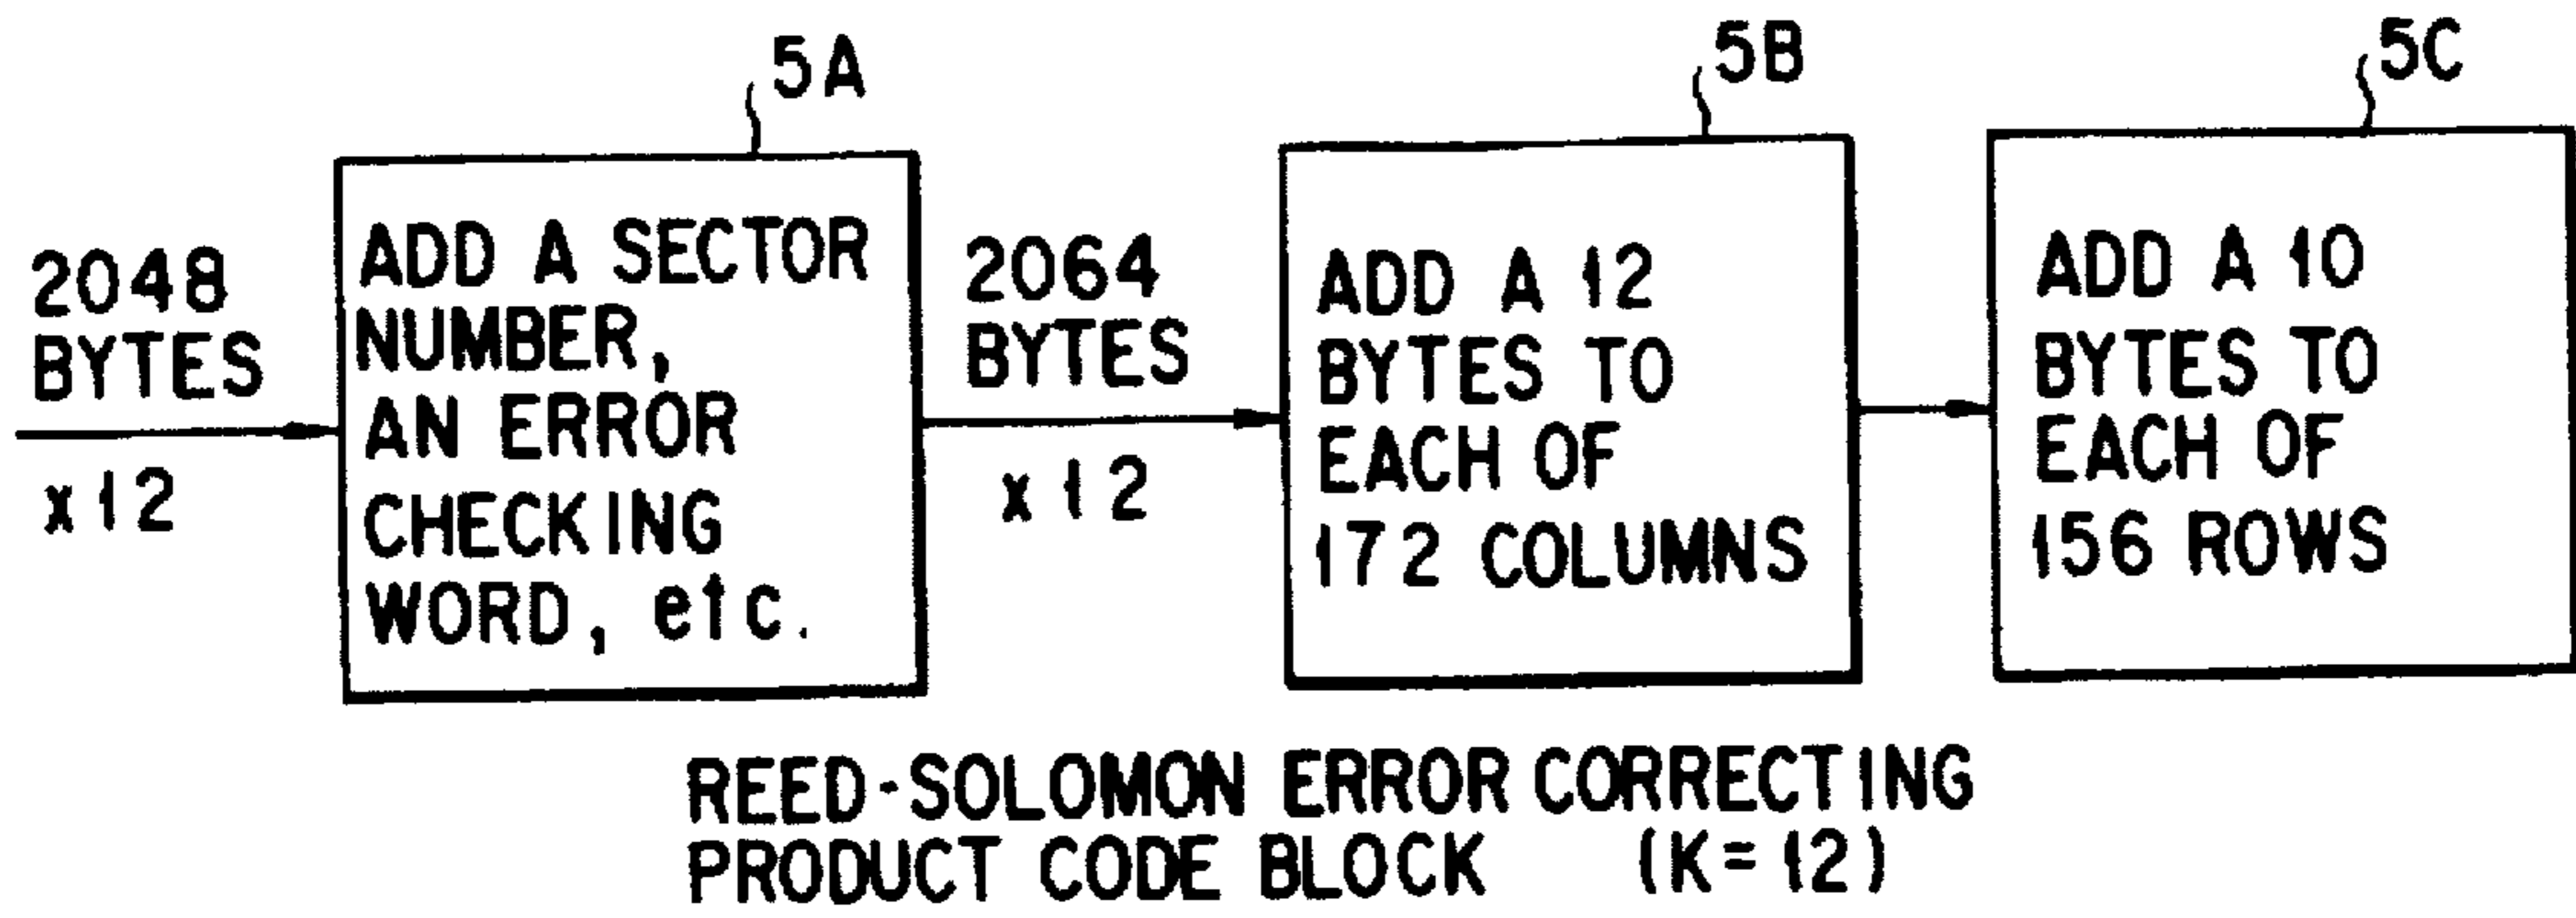 5A
5B
5C
2048
BYTES
x12
ADD A SECTOR
NUMBER,
AN ERROR
CHECKING
WORD, etc.
2064
BYTES
x12
ADD A 12
BYTES TO
EACH OF
172 COLUMNS
ADD A 10
BYTES TO
EACH OF
156 ROWS
REED-SOLOMON ERROR CORRECTING
PRODUCT CODE BLOCK (K=12)